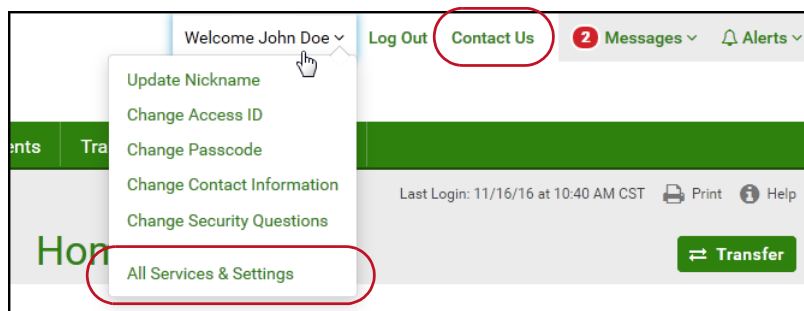 Welcome John Doe Log Out Contact Us 2 Messages Alerts
Update Nickname
Change Access ID
Change Passcode
Change Contact Information
Change Security Questions
All Services & Settings
Last Login: 11/16/16 at 10:40 AM CST Print Help
Transfer